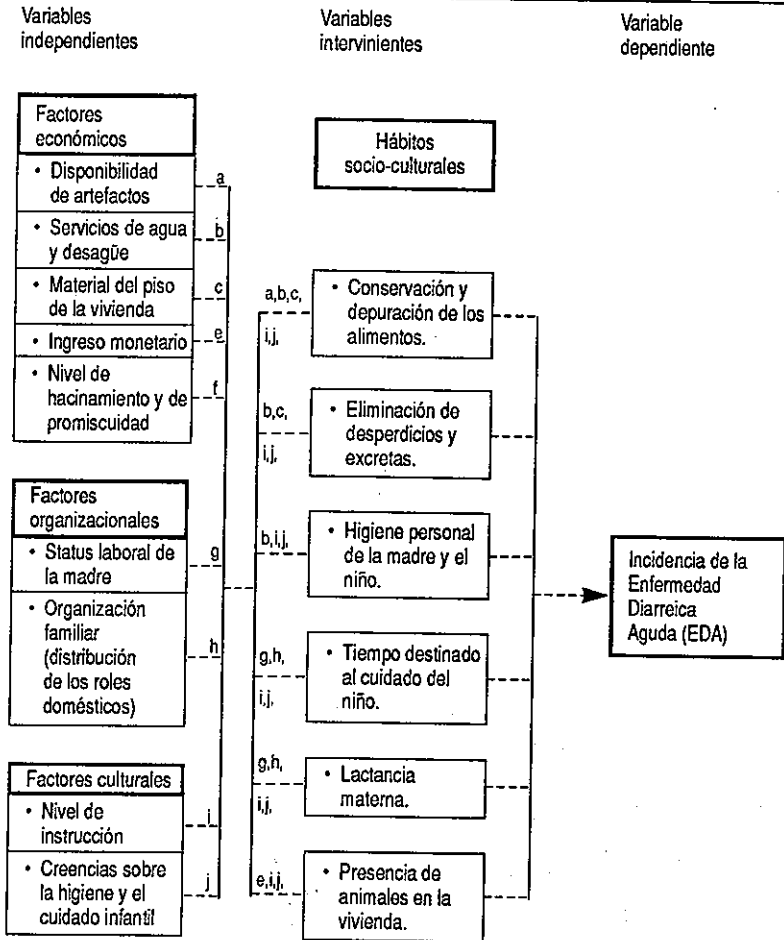 Variables
independientes
Variables
intervinientes
Variable
dependiente
Factores
económicos
• Disponibilidad
de artefactos
a
• Servicios de agua
y desagüe
b
• Material del piso
de la vivienda
c
• Ingreso monetario
e
• Nivel de
hacinamiento y de
promiscuidad
f
Factores
organizacionales
• Status laboral de
la madre
g
• Organización
familiar
(distribución
de los roles
domésticos)
h
Factores culturales
• Nivel de
instrucción
i
• Creencias sobre
la higiene y el
cuidado infantil
j
Hábitos
socio-culturales
a,b,c,
i,j,
• Conservación y
depuración de los
alimentos.
b,c,
i,j,
• Eliminación de
desperdicios y
excretas.
b,i,j,
• Higiene personal
de la madre y el
niño.
g,h,
i,j,
• Tiempo destinado
al cuidado del
niño.
g,h,
i,j,
• Lactancia
materna.
e,i,j,
• Presencia de
animales en la
vivienda.
Incidencia de la
Enfermedad
Diarreica
Aguda (EDA)